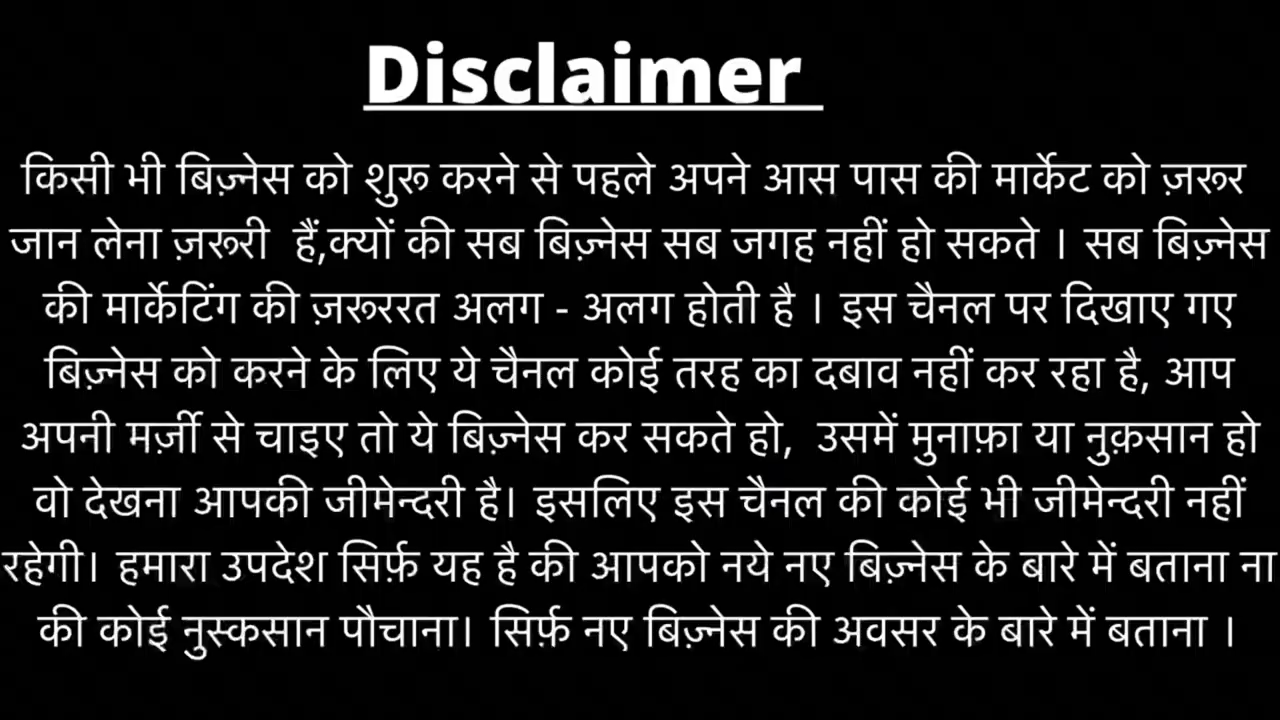 Disclaimer
किसी भी बिज़्नेस को शुरू करने से पहले अपने आस पास की मार्केट को ज़रूर
जान लेना ज़रूरी हैं,क्यों की सब बिज़्नेस सब जगह नहीं हो सकते । सब बिज़्नेस
की मार्केटिंग की ज़रूररत अलग - अलग होती है । इस चैनल पर दिखाए गए
बिज़्नेस को करने के लिए ये चैनल कोई तरह का दबाव नहीं कर रहा है, आप
अपनी मर्ज़ी से चाइए तो ये बिज़्नेस कर सकते हो, उसमें मुनाफ़ा या नुक़सान हो
वो देखना आपकी जीमेन्दरी है। इसलिए इस चैनल की कोई भी जीमेन्दरी नहीं
रहेगी। हमारा उपदेश सिर्फ़ यह है की आपको नये नए बिज़्नेस के बारे में बताना ना
की कोई नुस्कसान पौचाना। सिर्फ़ नए बिज़्नेस की अवसर के बारे में बताना ।